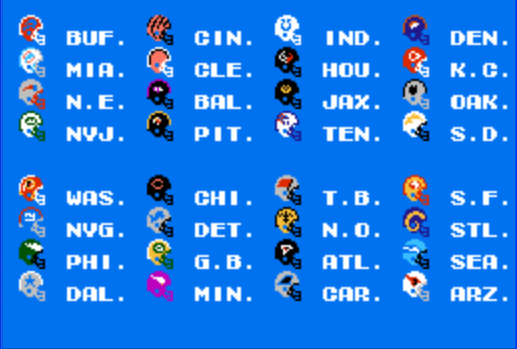 BUF. CIN. IND. DEN.
MIA. CLE. HOU. K.C.
N.E. BAL. JAX. OAK.
NYJ. PIT. TEN. S.D.
WAS. CHI. T.B. S.F.
NYG. DET. N.O. STL.
PHI. G.B. ATL. SEA.
DAL. MIN. CAR. ARZ.